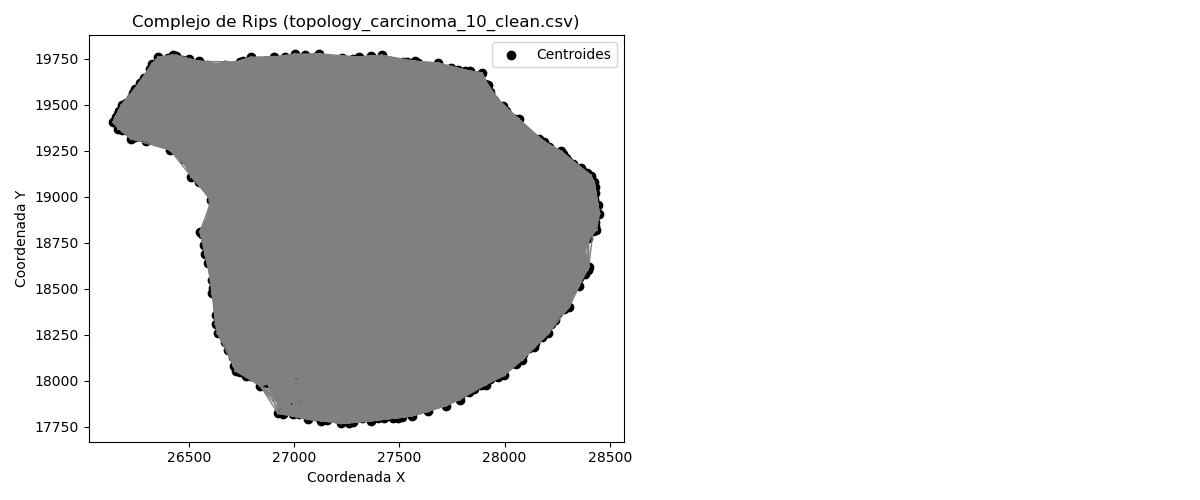 Complejo de Rips (topology_carcinoma_10_clean.csv)
Centroides
19750
19500
19250
19000
18750
18500
18250
18000
17750
Coordenada Y
26500 27000 27500 28000 28500
Coordenada X